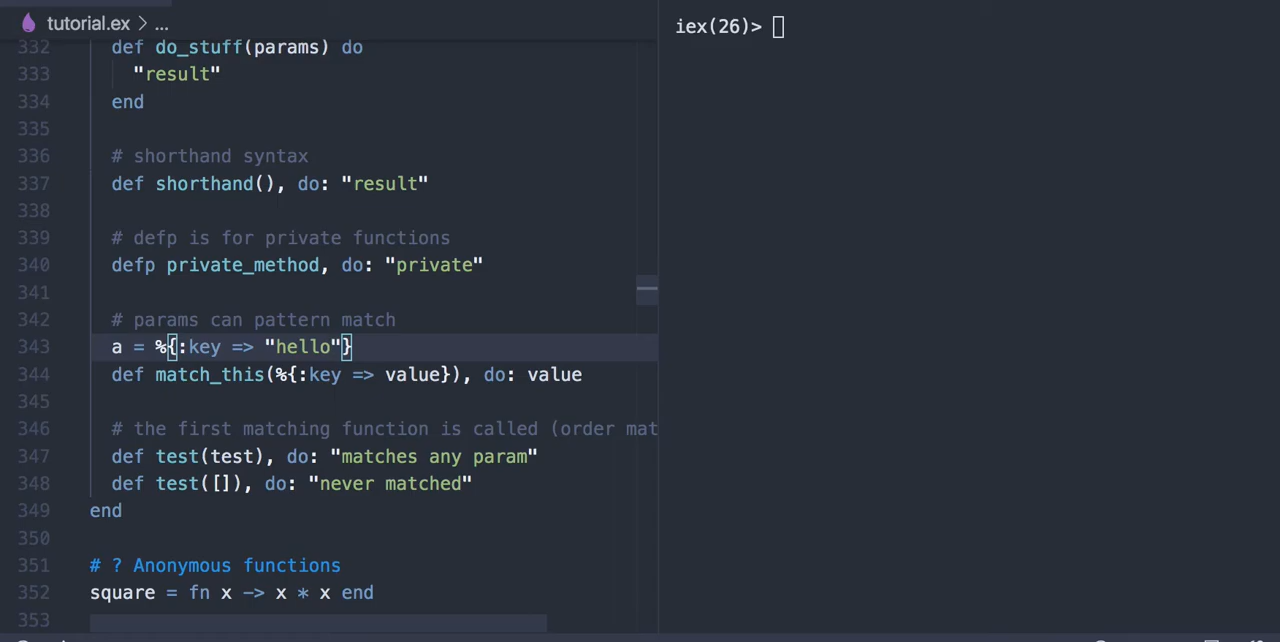 tutorial.ex > ...
332 def do_stuff(params) do
333 "result"
334 end
335
336 # shorthand syntax
337 def shorthand(), do: "result"
338
339 # defp is for private functions
340 defp private_method, do: "private"
341
342 # params can pattern match
343 a = %{:key => "hello"}
344 def match_this(%{:key => value}), do: value
345
346 # the first matching function is called (order mat
347 def test(test), do: "matches any param"
348 def test([]), do: "never matched"
349 end
350
351 # ? Anonymous functions
352 square = fn x -> x * x end
353
iex(26)>